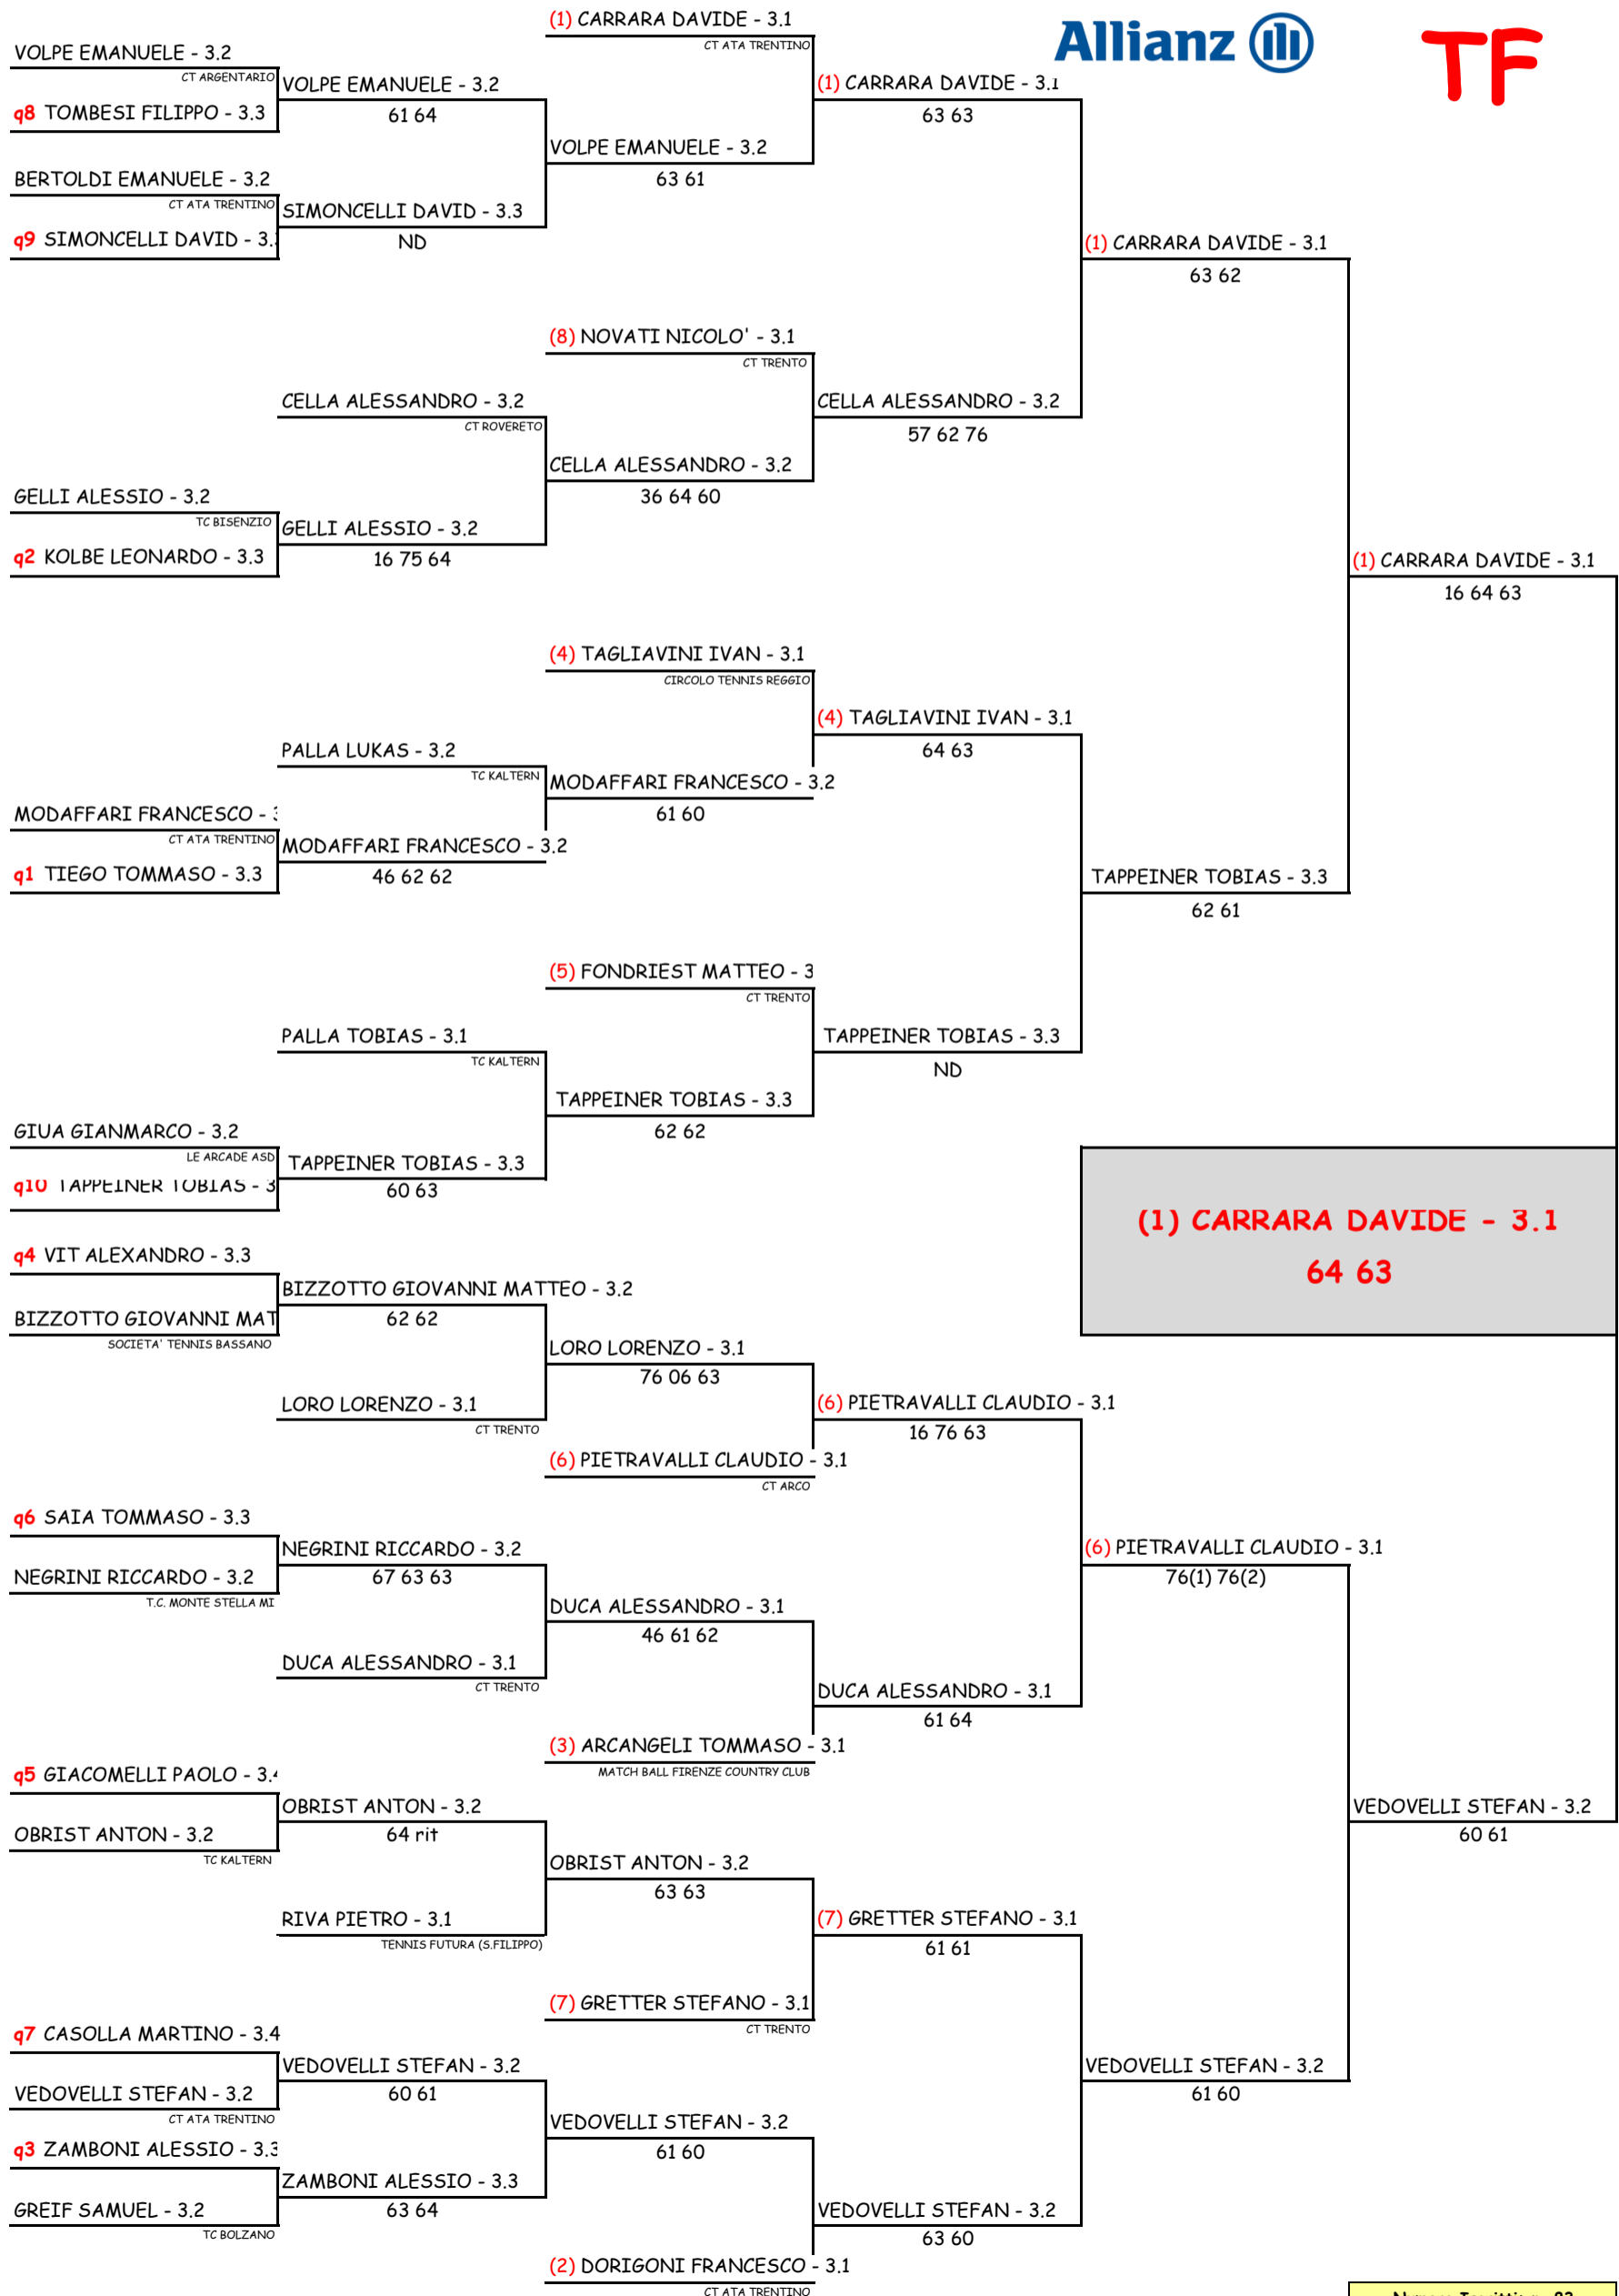 Allianz
TF
VOLPE EMANUELE - 3.2
CT ARGENTARIO
q8 TOMBESI FILIPPO - 3.3
BERTOLDI EMANUELE - 3.2
CT ATA TRENTINO
q9 SIMONCELLI DAVID - 3.
GELLI ALESSIO - 3.2
TC BISENZIO
q2 KOLBE LEONARDO - 3.3
MODAFFARI FRANCESCO -
CT ATA TRENTINO
q1 TIEGO TOMMASO - 3.3
GIUA GIANMARCO - 3.2
LE ARCADE ASD
q10 TAPPEINER TOBIAS - 3
q4 VIT ALEXANDRO - 3.3
BIZZOTTO GIOVANNI MAT
SOCIETA' TENNIS BASSANO
q6 SAIA TOMMASO - 3.3
NEGRINI RICCARDO - 3.2
T.C. MONTE STELLA MI
q5 GIACOMELLI PAOLO - 3.4
OBRIST ANTON - 3.2
TC KALTERN
q7 CASOLLA MARTINO - 3.4
VEDOVELLI STEFAN - 3.2
CT ATA TRENTINO
q3 ZAMBONI ALESSIO - 3.3
GREIF SAMUEL - 3.2
TC BOLZANO
VOLPE EMANUELE - 3.2
61 64
SIMONCELLI DAVID - 3.3
ND
CELLA ALESSANDRO - 3.2
CT ROVERETO
GELLI ALESSIO - 3.2
16 75 64
PALLA LUKAS - 3.2
TC KALTERN
MODAFFARI FRANCESCO - 3.2
46 62 62
PALLA TOBIAS - 3.1
TC KALTERN
TAPPEINER TOBIAS - 3.3
60 63
BIZZOTTO GIOVANNI MATTEO - 3.2
62 62
LORO LORENZO - 3.1
CT TRENTO
NEGRINI RICCARDO - 3.2
67 63 63
DUCA ALESSANDRO - 3.1
CT TRENTO
OBRIST ANTON - 3.2
64 rit
RIVA PIETRO - 3.1
TENNIS FUTURA (S.FILIPPO)
VEDOVELLI STEFAN - 3.2
60 61
ZAMBONI ALESSIO - 3.3
63 64
(1) CARRARA DAVIDE - 3.1
CT ATA TRENTINO
VOLPE EMANUELE - 3.2
63 61
(8) NOVATI NICOLO' - 3.1
CT TRENTO
CELLA ALESSANDRO - 3.2
36 64 60
(4) TAGLIAVINI IVAN - 3.1
CIRCOLO TENNIS REGGIO
MODAFFARI FRANCESCO - 3.2
61 60
(5) FONDRIEST MATTEO - 3
CT TRENTO
TAPPEINER TOBIAS - 3.3
62 62
LORO LORENZO - 3.1
76 06 63
(6) PIETRAVALLI CLAUDIO - 3.1
CT ARCO
DUCA ALESSANDRO - 3.1
46 61 62
(3) ARCANGELI TOMMASO - 3.1
MATCH BALL FIRENZE COUNTRY CLUB
OBRIST ANTON - 3.2
63 63
(7) GRETTER STEFANO - 3.1
CT TRENTO
VEDOVELLI STEFAN - 3.2
61 60
(2) DORIGONI FRANCESCO - 3.1
CT ATA TRENTINO
(1) CARRARA DAVIDE - 3.1
63 63
CELLA ALESSANDRO - 3.2
57 62 76
(4) TAGLIAVINI IVAN - 3.1
64 63
TAPPEINER TOBIAS - 3.3
ND
(6) PIETRAVALLI CLAUDIO - 3.1
16 76 63
DUCA ALESSANDRO - 3.1
61 64
(7) GRETTER STEFANO - 3.1
61 61
VEDOVELLI STEFAN - 3.2
63 60
(1) CARRARA DAVIDE - 3.1
63 62
TAPPEINER TOBIAS - 3.3
62 61
(6) PIETRAVALLI CLAUDIO - 3.1
76(1) 76(2)
VEDOVELLI STEFAN - 3.2
61 60
(1) CARRARA DAVIDE - 3.1
16 64 63
VEDOVELLI STEFAN - 3.2
60 61
(1) CARRARA DAVIDE - 3.1
64 63